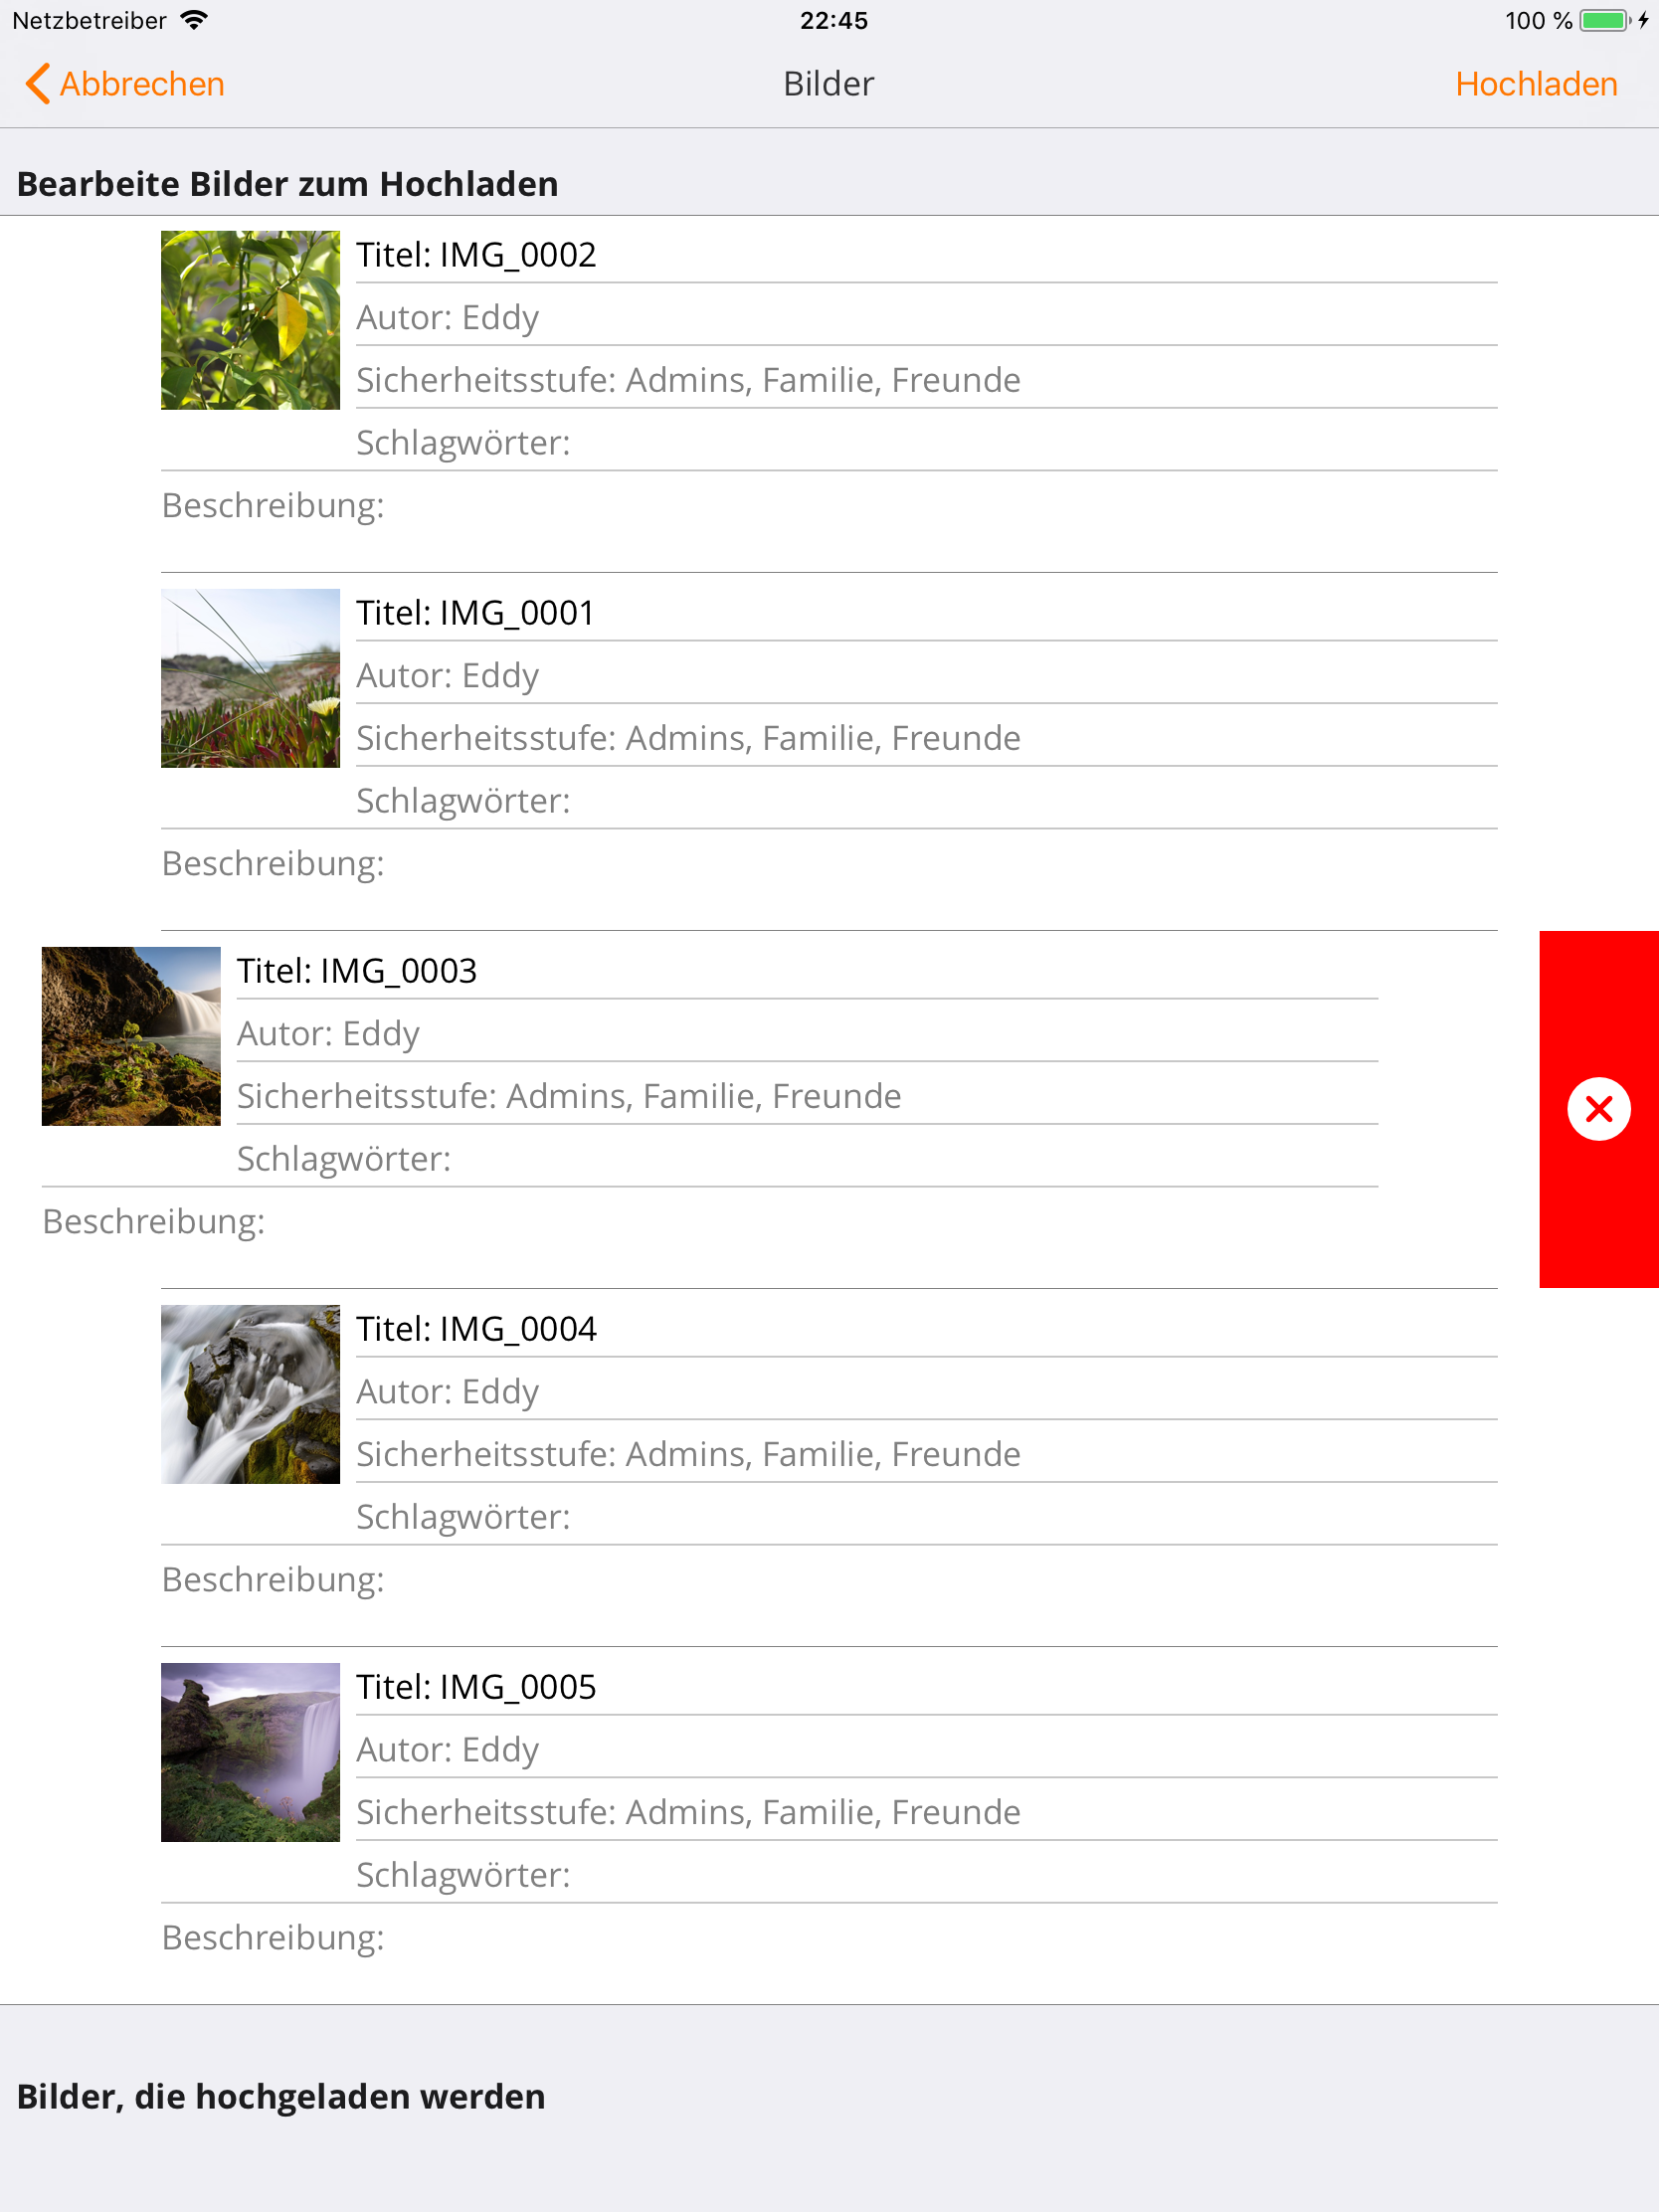 Netzbetreiber 22:45 100 %
Abbrechen Bilder Hochladen
Bearbeite Bilder zum Hochladen
Titel: IMG_0002
Autor: Eddy
Sicherheitsstufe: Admins, Familie, Freunde
Schlagwörter:
Beschreibung:
Titel: IMG_0001
Autor: Eddy
Sicherheitsstufe: Admins, Familie, Freunde
Schlagwörter:
Beschreibung:
Titel: IMG_0003
Autor: Eddy
Sicherheitsstufe: Admins, Familie, Freunde
Schlagwörter:
Beschreibung:
Titel: IMG_0004
Autor: Eddy
Sicherheitsstufe: Admins, Familie, Freunde
Schlagwörter:
Beschreibung:
Titel: IMG_0005
Autor: Eddy
Sicherheitsstufe: Admins, Familie, Freunde
Schlagwörter:
Beschreibung:
Bilder, die hochgeladen werden